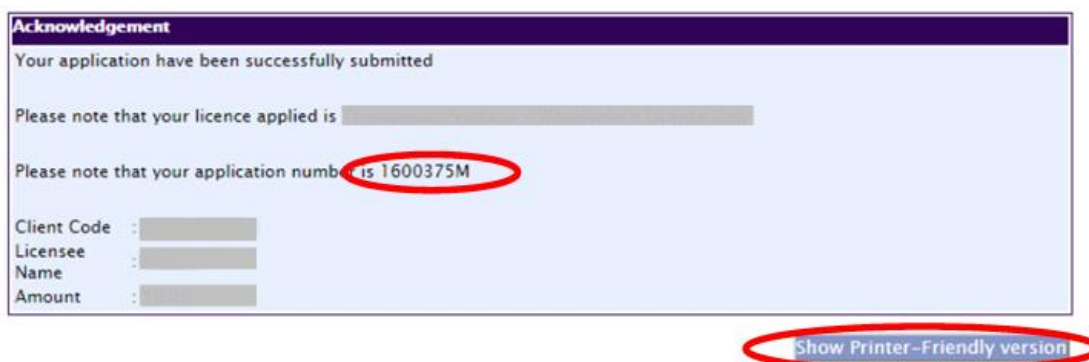 Acknowledgement
Your application have been successfully submitted
Please note that your licence applied is
Please note that your application number is 1600375M
Client Code :
Licensee
Name :
Amount :
Show Printer-Friendly version